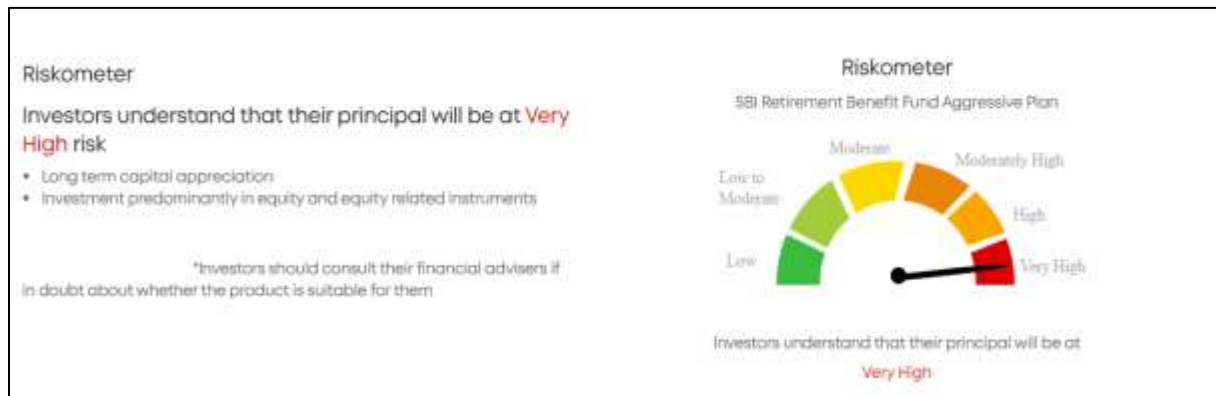 Riskometer
Investors understand that their principal will be at Very
High risk
• Long term capital appreciation
• Investment predominantly in equity and equity related instruments
*Investors should consult their financial advisers if
in doubt about whether the product is suitable for them
Riskometer
SBI Retirement Benefit Fund Aggressive Plan
Moderate
Moderately High
Low to
Moderate
High
Low
Very High
Investors understand that their principal will be at
Very High